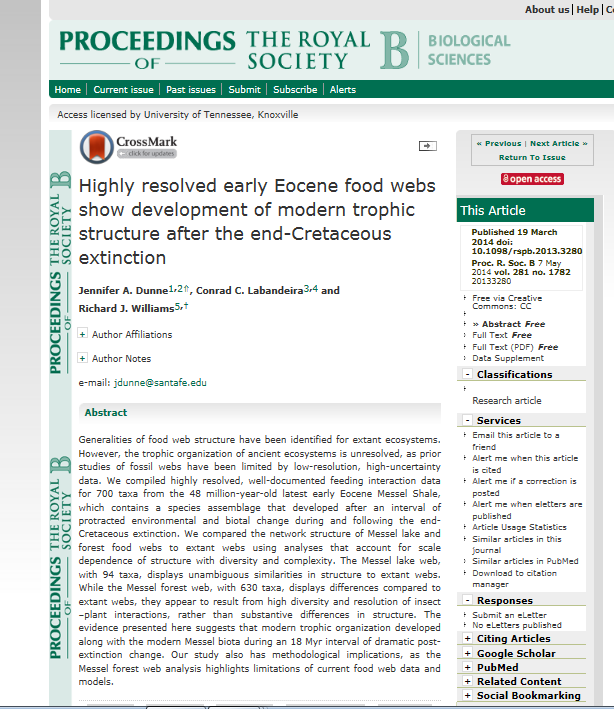 About us | Help | C
PROCEEDINGS THE ROYAL B BIOLOGICAL
OF SOCIETY SCIENCES
Home | Current issue | Past issues | Submit | Subscribe | Alerts
Access licensed by University of Tennessee, Knoxville
CrossMark
click for updates
Highly resolved early Eocene food webs
show development of modern trophic
structure after the end-Cretaceous
extinction
Jennifer A. Dunne1,2⇑, Conrad C. Labandeira3,4 and
Richard J. Williams5,†
+ Author Affiliations
+ Author Notes
e-mail: jdunne@santafe.edu
Abstract
Generalities of food web structure have been identified for extant ecosystems.
However, the trophic organization of ancient ecosystems is unresolved, as prior
studies of fossil webs have been limited by low-resolution, high-uncertainty
data. We compiled highly resolved, well-documented feeding interaction data
for 700 taxa from the 48 million-year-old latest early Eocene Messel Shale,
which contains a species assemblage that developed after an interval of
protracted environmental and biotal change during and following the end-
Cretaceous extinction. We compared the network structure of Messel lake and
forest food webs to extant webs using analyses that account for scale
dependence of structure with diversity and complexity. The Messel lake web,
with 94 taxa, displays unambiguous similarities in structure to extant webs.
While the Messel forest web, with 630 taxa, displays differences compared to
extant webs, they appear to result from high diversity and resolution of insect
–plant interactions, rather than substantive differences in structure. The
evidence presented here suggests that modern trophic organization developed
along with the modern Messel biota during an 18 Myr interval of dramatic post-
extinction change. Our study also has methodological implications, as the
Messel forest web analysis highlights limitations of current food web data and
models.
PROCEEDINGS OF THE ROYAL SOCIETY B
PROCEEDINGS OF THE ROYAL SOCIETY B
« Previous | Next Article »
Return To Issue
open access
This Article
Published 19 March
2014 doi:
10.1098/rspb.2013.3280
Proc. R. Soc. B 7 May
2014 vol. 281 no. 1782
20133280
Free via Creative
Commons: CC
» Abstract Free
Full Text Free
Full Text (PDF) Free
Data Supplement
- Classifications
Research article
- Services
Email this article to a
friend
Alert me when this article
is cited
Alert me if a correction is
posted
Alert me when eletters are
published
Article Usage Statistics
Similar articles in this
journal
Similar articles in PubMed
Download to citation
manager
- Responses
Submit an eLetter
No eLetters published
+ Citing Articles
+ Google Scholar
+ PubMed
+ Related Content
+ Social Bookmarking